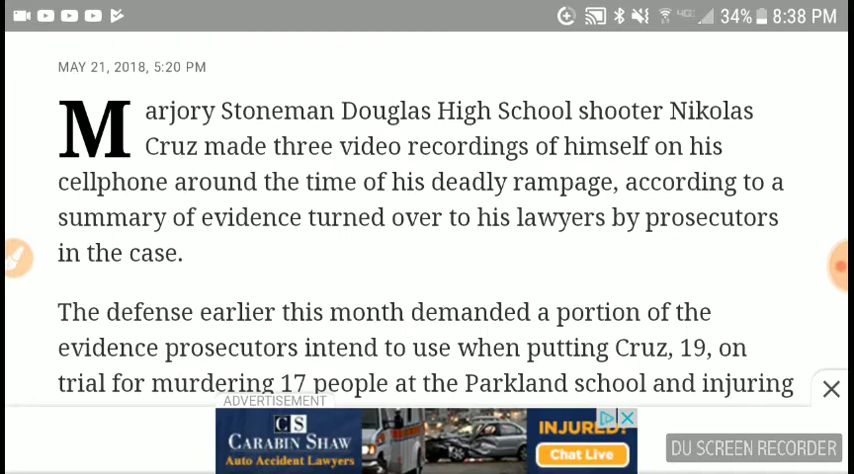 34% 8:38 PM
MAY 21, 2018, 5:20 PM
Marjory Stoneman Douglas High School shooter Nikolas
Cruz made three video recordings of himself on his
cellphone around the time of his deadly rampage, according to a
summary of evidence turned over to his lawyers by prosecutors
in the case.
The defense earlier this month demanded a portion of the
evidence prosecutors intend to use when putting Cruz, 19, on
trial for murdering 17 people at the Parkland school and injuring
ADVERTISEMENT
CS
CARABIN SHAW
Auto Accident Lawyers
INJURED?
Chat Live
DU SCREEN RECORDER